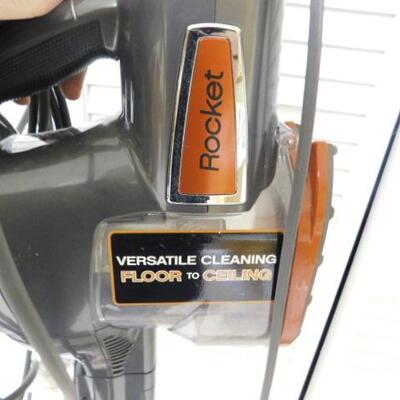 Rocket
VERSATILE CLEANING
FLOOR TO CEILING